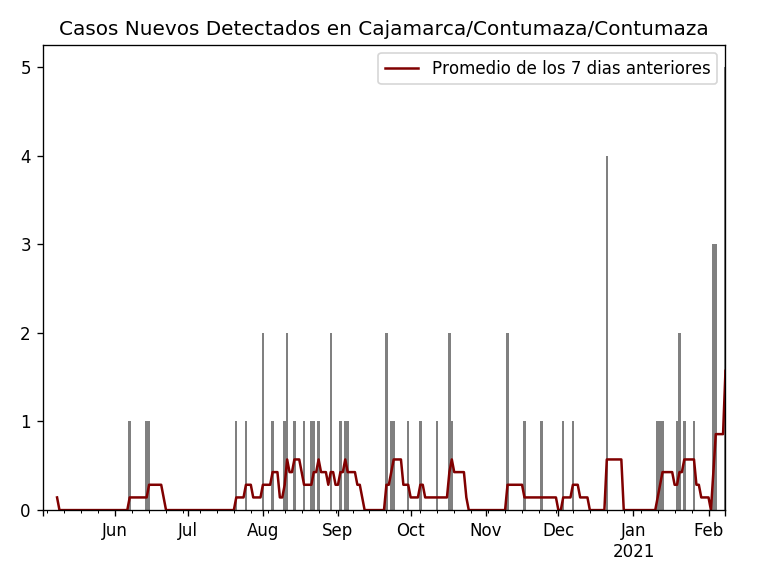 Casos Nuevos Detectados en Cajamarca/Contumaza/Contumaza
Promedio de los 7 dias anteriores
5
4
3
2
1
0
Jun Jul Aug Sep Oct Nov Dec Jan Feb
2021